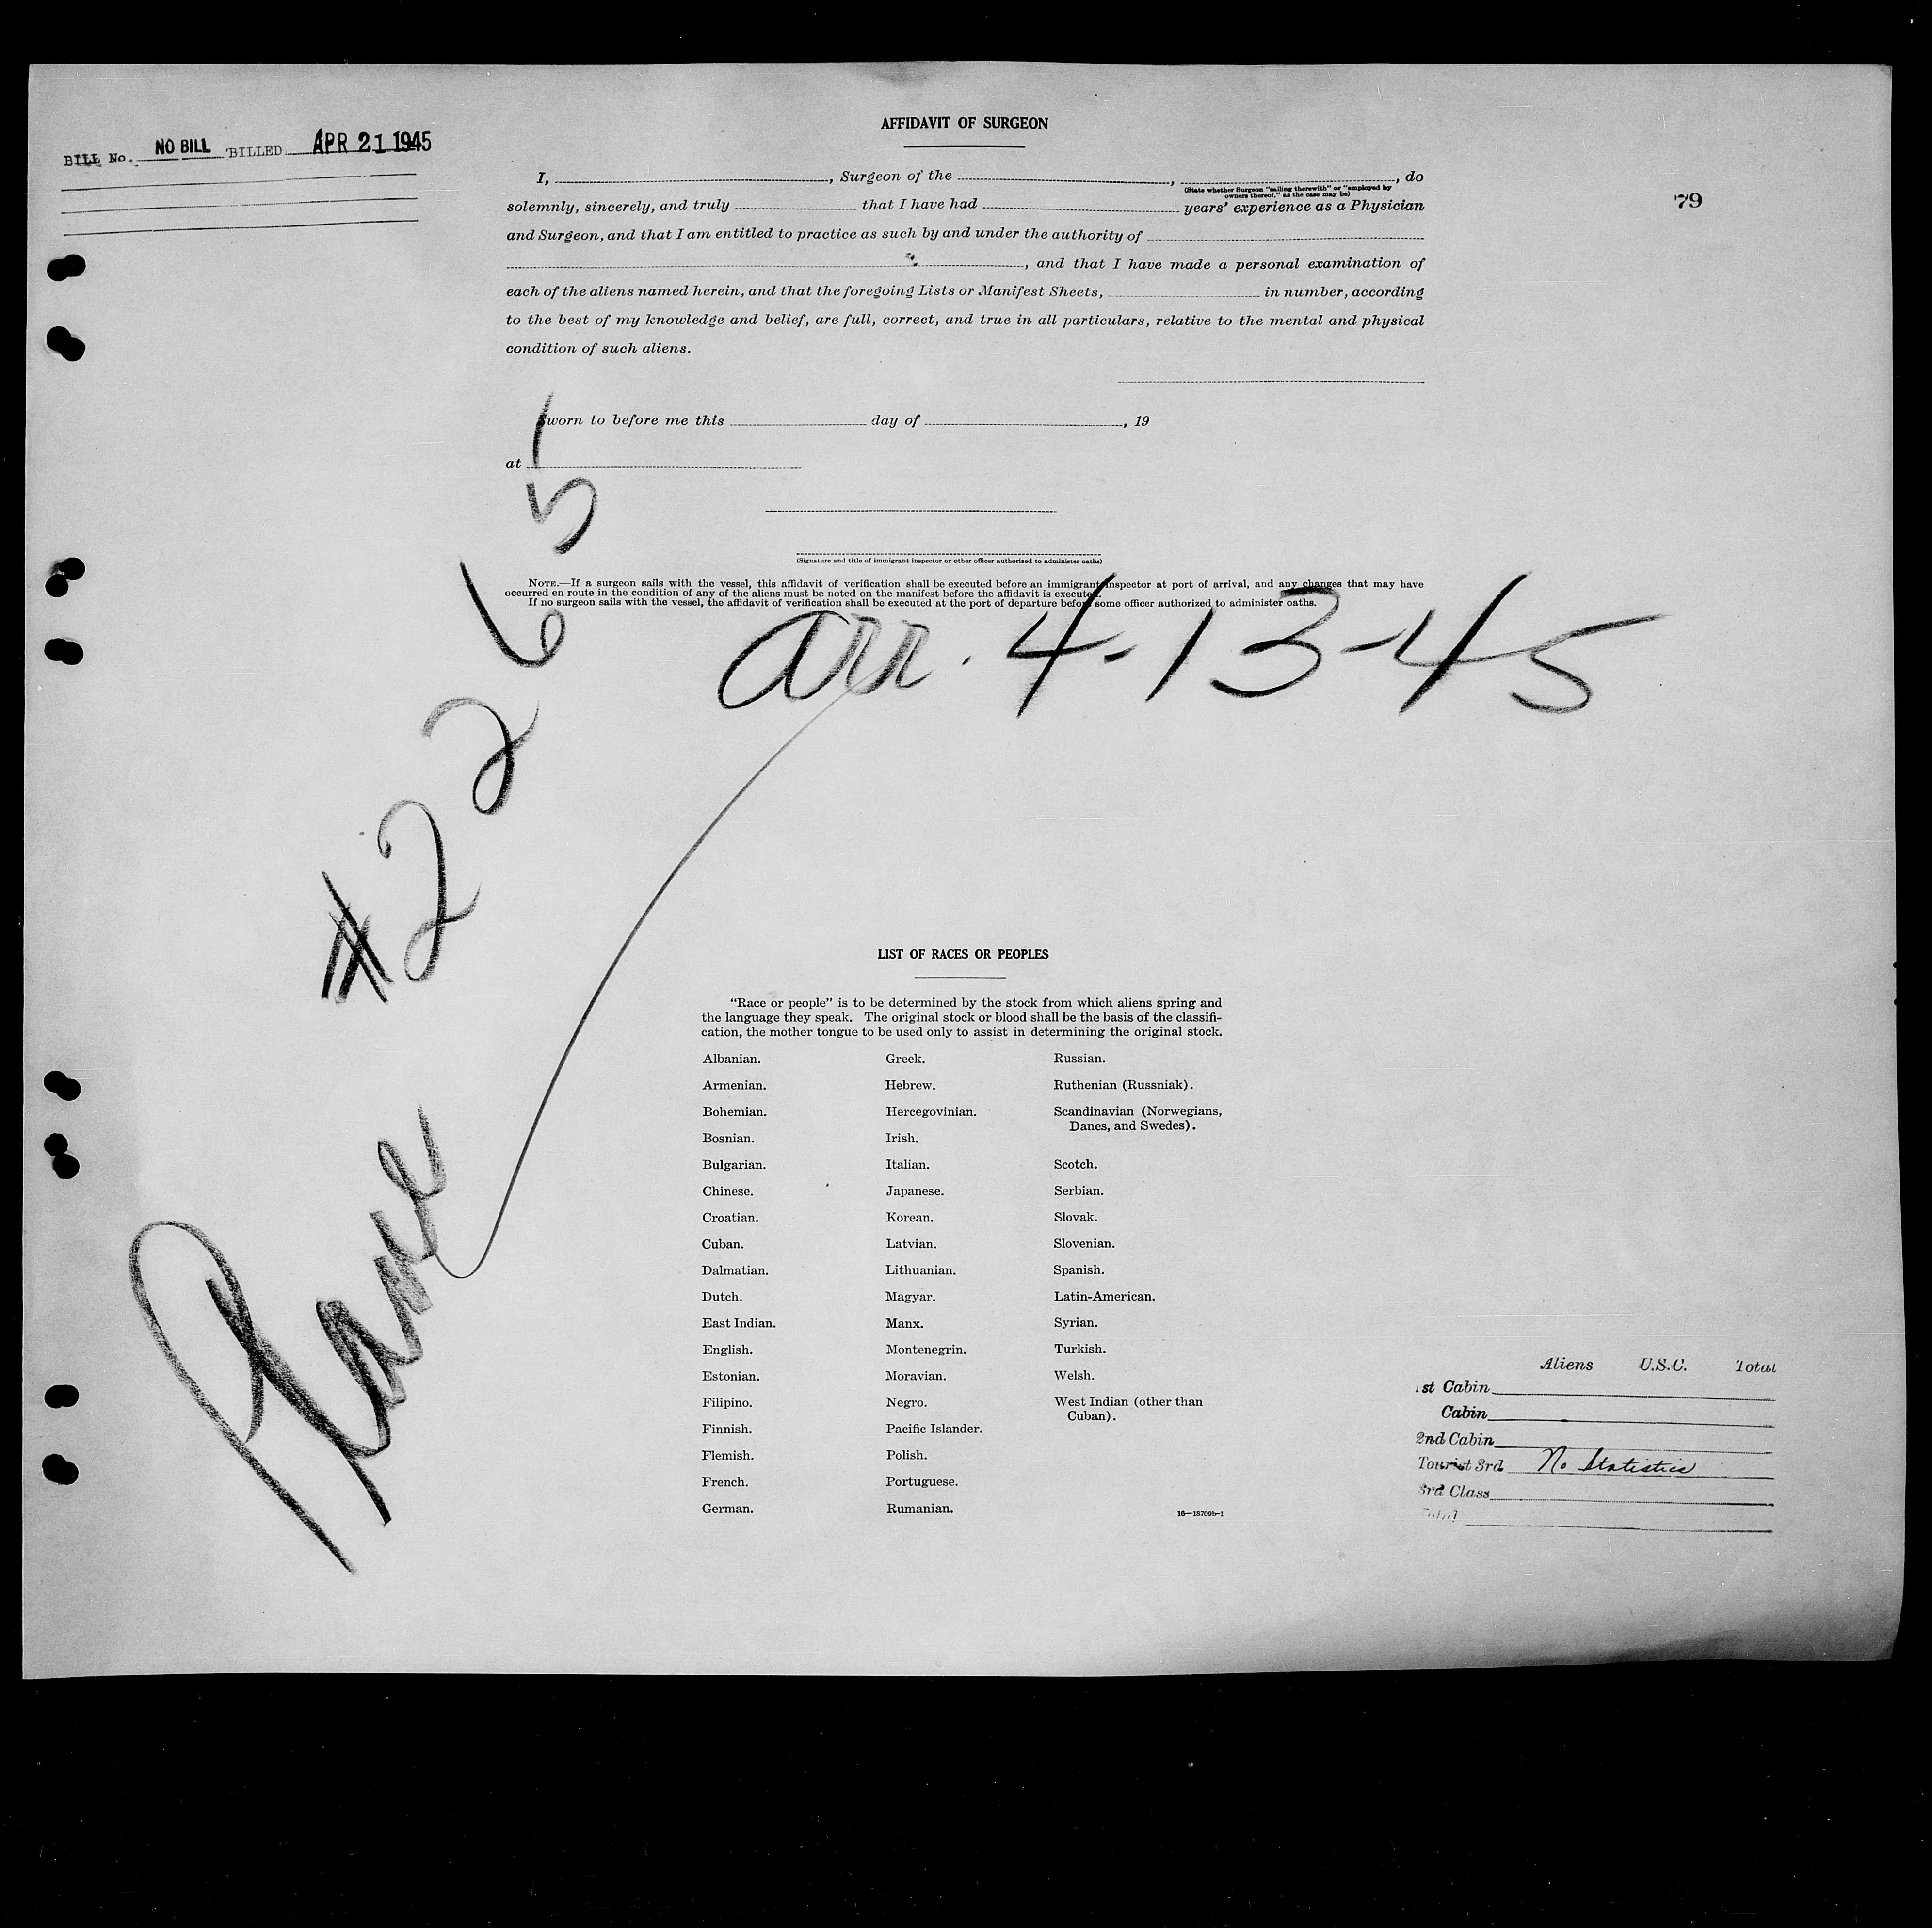 AFFIDAVIT OF SURGEON
BILL No. NO BILL BILLED APR 21 1945
79
I, , Surgeon of the , , do
(State whether Surgeon "sailing therewith" or "employed by
owners thereof," as the case may be)
solemnly, sincerely, and truly that I have had years' experience as a Physician
and Surgeon, and that I am entitled to practice as such by and under the authority of
, and that I have made a personal examination of
each of the aliens named herein, and that the foregoing Lists or Manifest Sheets, in number, according
to the best of my knowledge and belief, are full, correct, and true in all particulars, relative to the mental and physical
condition of such aliens.
Sworn to before me this day of , 19
at
(Signature and title of immigrant inspector or other officer authorized to administer oaths)
NOTE.—If a surgeon sails with the vessel, this affidavit of verification shall be executed before an immigrant inspector at port of arrival, and any changes that may have
occurred en route in the condition of any of the aliens must be noted on the manifest before the affidavit is executed.
If no surgeon sails with the vessel, the affidavit of verification shall be executed at the port of departure before some officer authorized to administer oaths.
Plane #22651
arr. 4-13-45
LIST OF RACES OR PEOPLES
"Race or people" is to be determined by the stock from which aliens spring and
the language they speak. The original stock or blood shall be the basis of the classifi-
cation, the mother tongue to be used only to assist in determining the original stock.
Albanian.
Armenian.
Bohemian.
Bosnian.
Bulgarian.
Chinese.
Croatian.
Cuban.
Dalmatian.
Dutch.
East Indian.
English.
Estonian.
Filipino.
Finnish.
Flemish.
French.
German.
Greek.
Hebrew.
Hercegovinian.
Irish.
Italian.
Japanese.
Korean.
Latvian.
Lithuanian.
Magyar.
Manx.
Montenegrin.
Moravian.
Negro.
Pacific Islander.
Polish.
Portuguese.
Rumanian.
Russian.
Ruthenian (Russniak).
Scandinavian (Norwegians,
Danes, and Swedes).
Scotch.
Serbian.
Slovak.
Slovenian.
Spanish.
Latin-American.
Syrian.
Turkish.
Welsh.
West Indian (other than
Cuban).
16—18709b-1
Aliens U.S.C. Total
1st Cabin
Cabin
2nd Cabin
Tourist 3rd No Statistics
3rd Class
Total